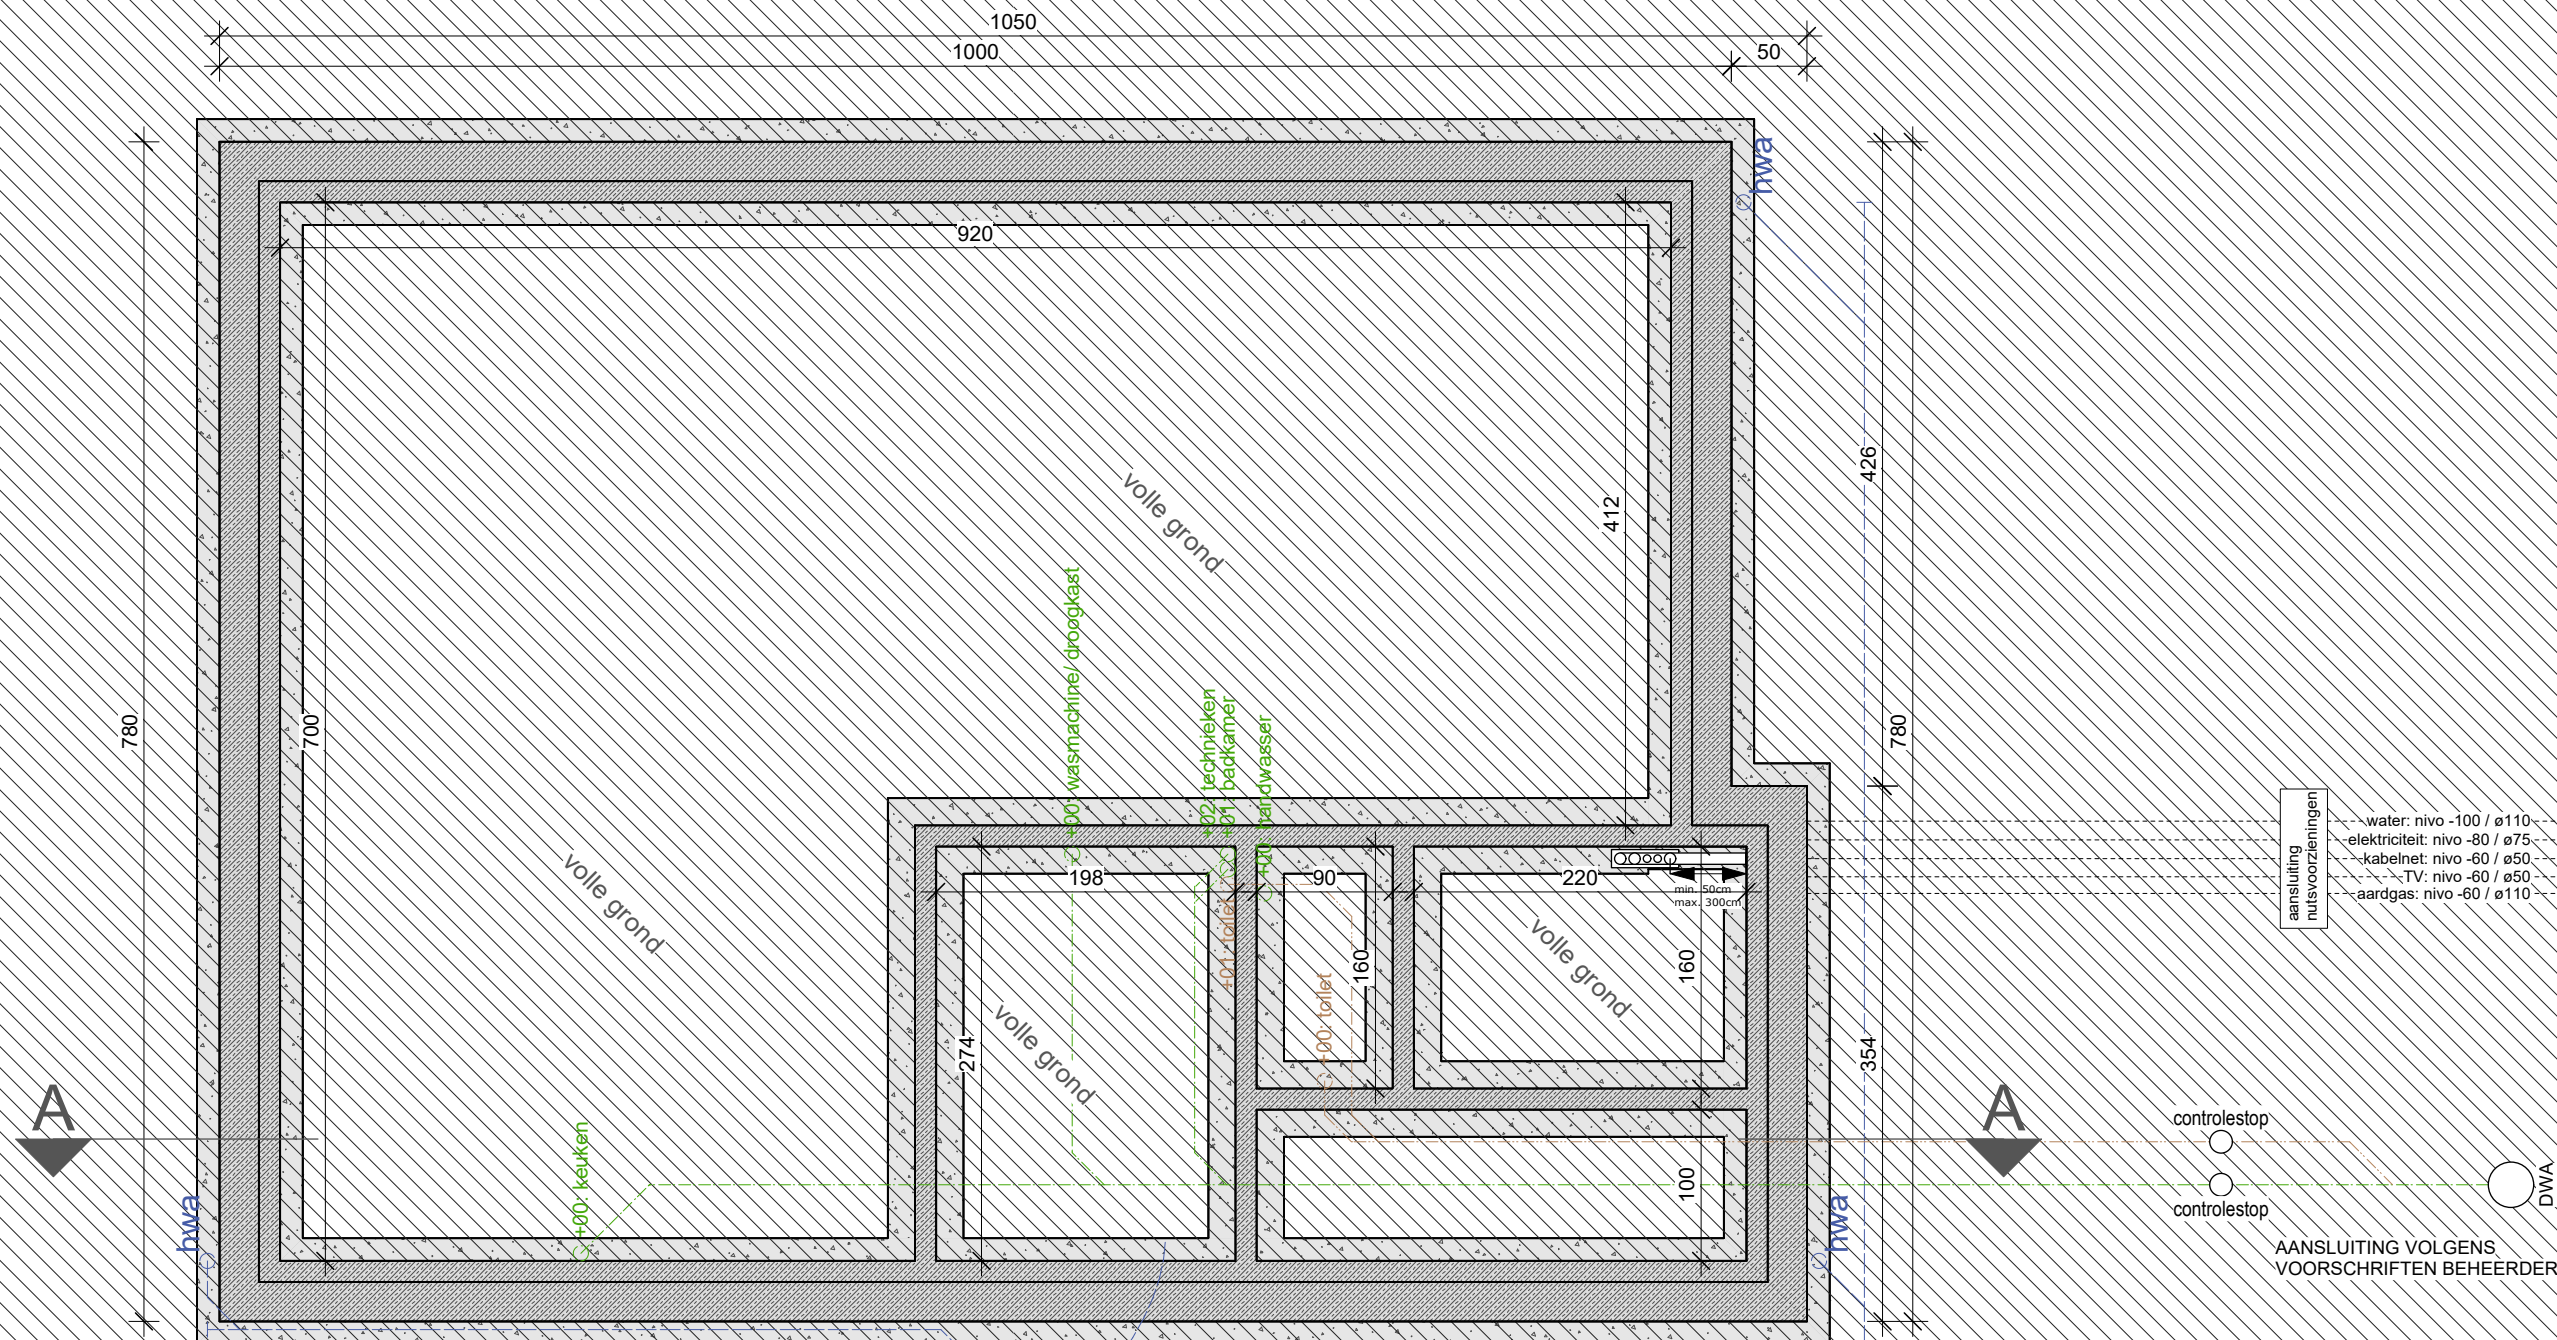 1050
1000
50
hwa
920
volle grond
412
426
780
700
780
+00: wasmachine/ droogkast
+02: technieken
+01: badkamer
+00: handwasser
198
90
220
min. 50cm
max. 300cm
aansluiting
nutsvoorzieningen
water: nivo -100 / ø110
elektriciteit: nivo -80 / ø75
kabelnet: nivo -60 / ø50
TV: nivo -60 / ø50
aardgas: nivo -60 / ø110
volle grond
+01: toilet
160
volle grond
160
+00: toilet
volle grond
274
354
A
A
controlestop
+00: keuken
100
DWA
controlestop
hwa
hwa
AANSLUITING VOLGENS
VOORSCHRIFTEN BEHEERDER